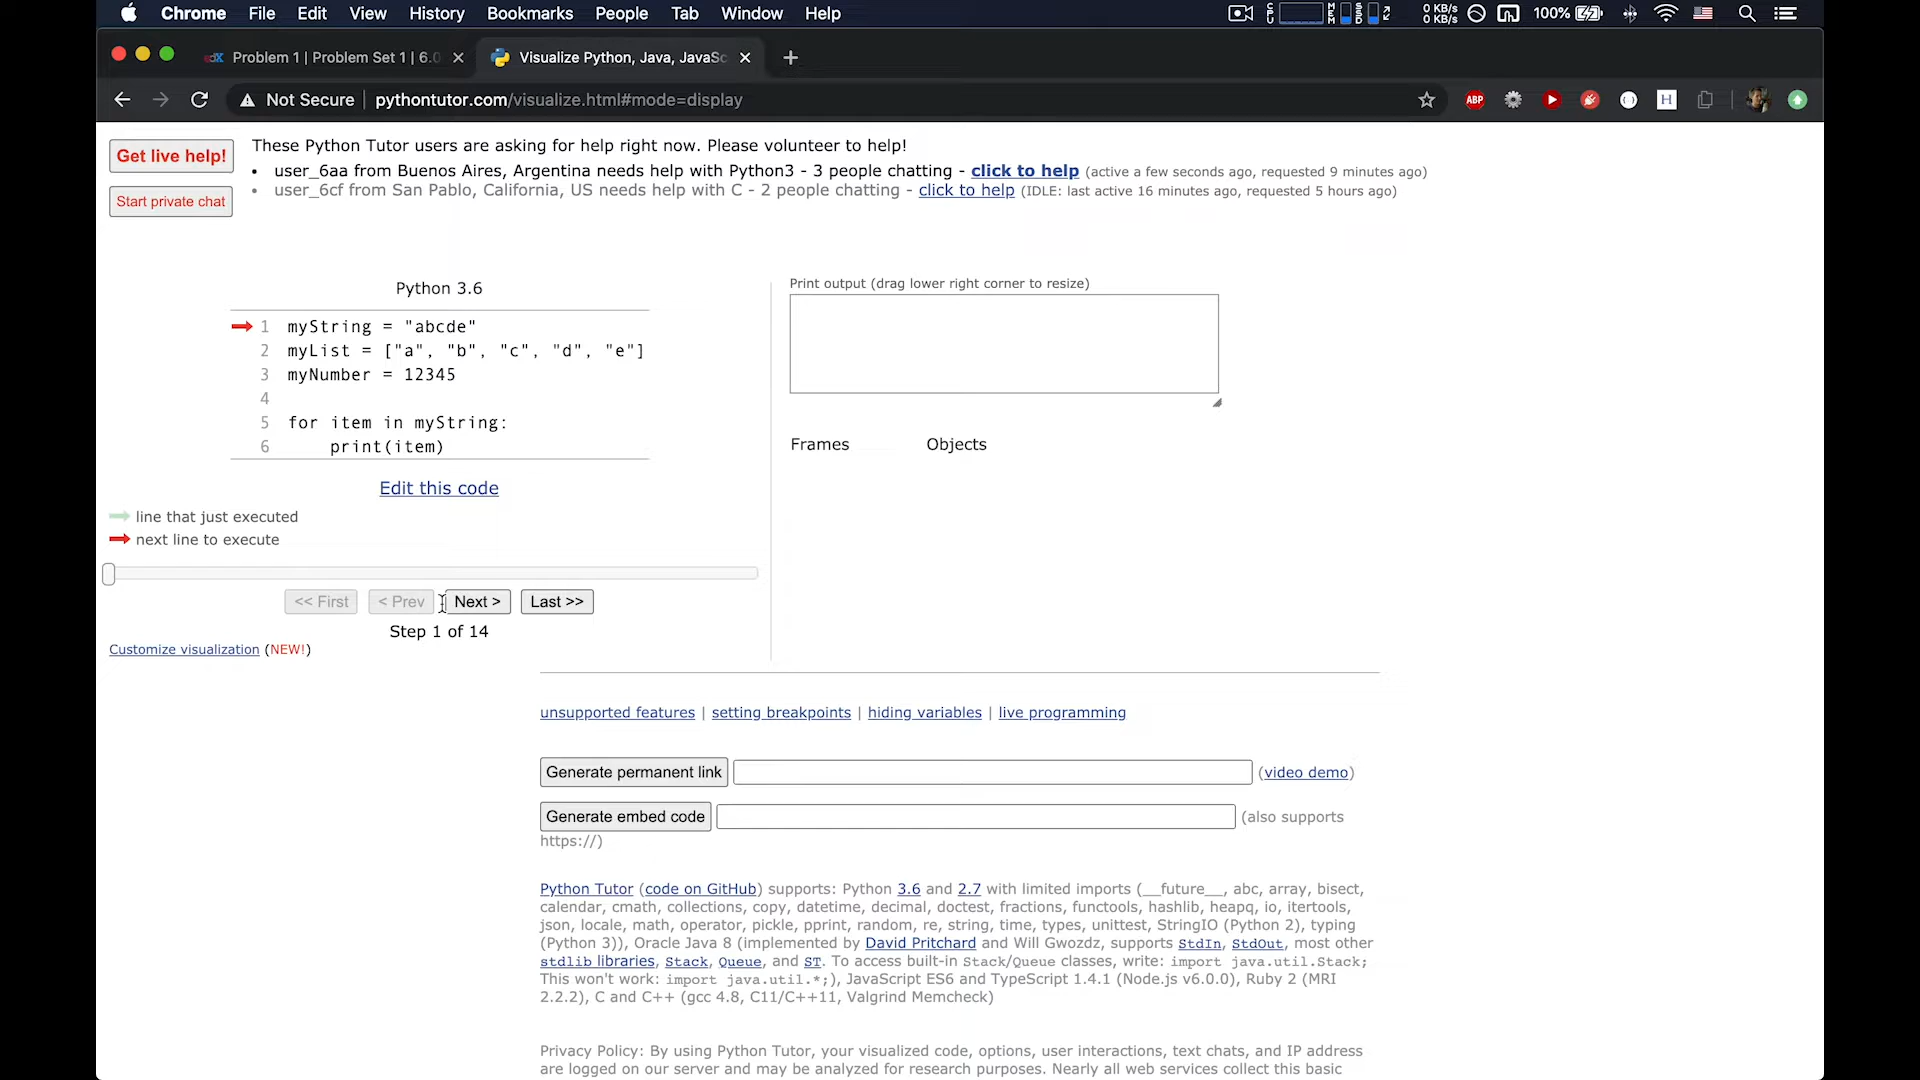 Chrome File Edit View History Bookmarks People Tab Window Help
CPU MEM SSD 0 KB/s 0 KB/s 100%
Problem 1 | Problem Set 1 | 6.0
Visualize Python, Java, JavaSc
Not Secure pythontutor.com/visualize.html#mode=display
ABP H
Get live help!
Start private chat
These Python Tutor users are asking for help right now. Please volunteer to help!
• user_6aa from Buenos Aires, Argentina needs help with Python3 - 3 people chatting - click to help (active a few seconds ago, requested 9 minutes ago)
• user_6cf from San Pablo, California, US needs help with C - 2 people chatting - click to help (IDLE: last active 16 minutes ago, requested 5 hours ago)
Python 3.6
1 myString = "abcde"
2 myList = ["a", "b", "c", "d", "e"]
3 myNumber = 12345
4
5 for item in myString:
6 print(item)
Edit this code
line that just executed
next line to execute
<< First < Prev Next > Last >>
Step 1 of 14
Customize visualization (NEW!)
Print output (drag lower right corner to resize)
Frames Objects
unsupported features | setting breakpoints | hiding variables | live programming
Generate permanent link (video demo)
Generate embed code (also supports
https://)
Python Tutor (code on GitHub) supports: Python 3.6 and 2.7 with limited imports (__future__, abc, array, bisect,
calendar, cmath, collections, copy, datetime, decimal, doctest, fractions, functools, hashlib, heapq, io, itertools,
json, locale, math, operator, pickle, pprint, random, re, string, time, types, unittest, StringIO (Python 2), typing
(Python 3)), Oracle Java 8 (implemented by David Pritchard and Will Gwozdz, supports StdIn, StdOut, most other
stdlib libraries, Stack, Queue, and ST. To access built-in Stack/Queue classes, write: import java.util.Stack;
This won't work: import java.util.*;), JavaScript ES6 and TypeScript 1.4.1 (Node.js v6.0.0), Ruby 2 (MRI
2.2.2), C and C++ (gcc 4.8, C11/C++11, Valgrind Memcheck)
Privacy Policy: By using Python Tutor, your visualized code, options, user interactions, text chats, and IP address
are logged on our server and may be analyzed for research purposes. Nearly all web services collect this basic